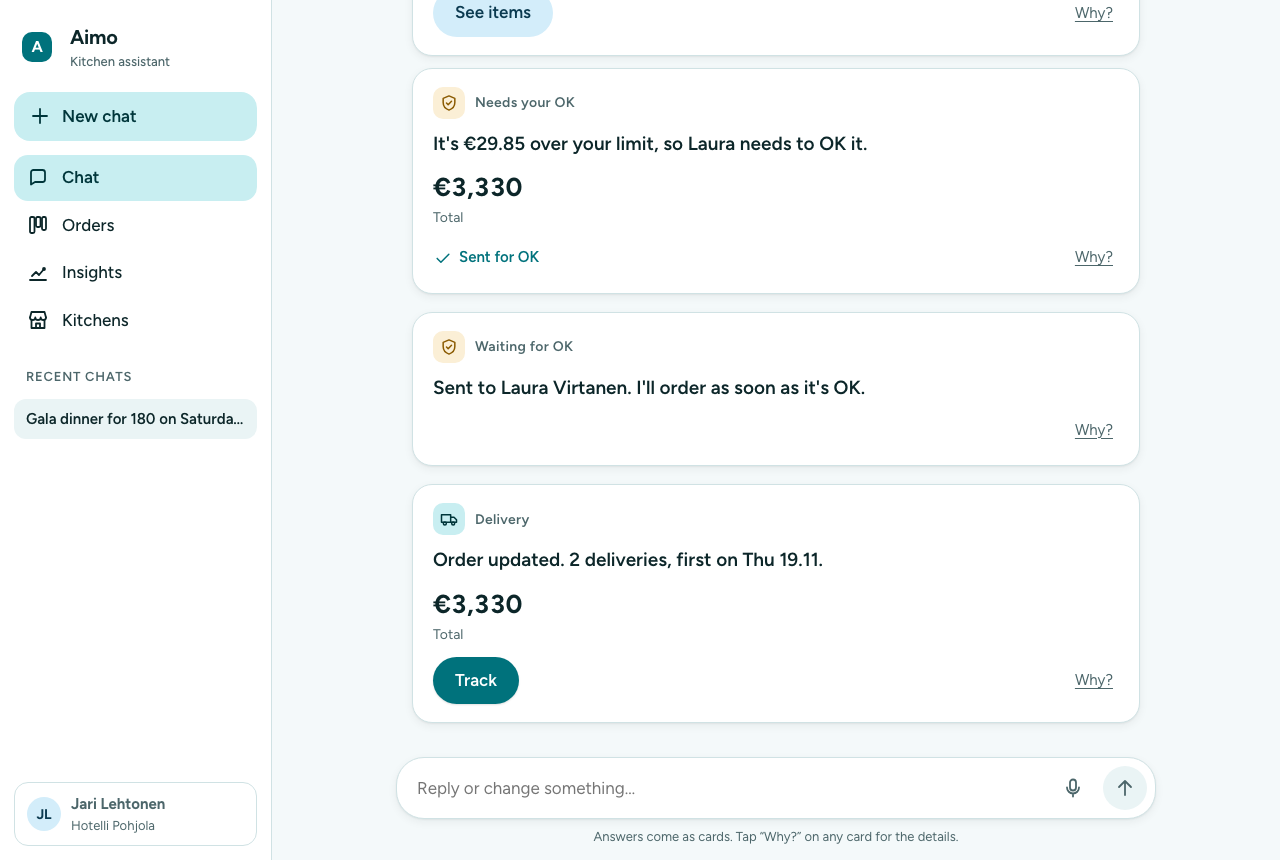 A
Aimo
Kitchen assistant
New chat
Chat
Orders
Insights
Kitchens
RECENT CHATS
Gala dinner for 180 on Saturda...
JL
Jari Lehtonen
Hotelli Pohjola
See items
Why?
Needs your OK
It's €29.85 over your limit, so Laura needs to OK it.
€3,330
Total
Sent for OK
Why?
Waiting for OK
Sent to Laura Virtanen. I'll order as soon as it's OK.
Why?
Delivery
Order updated. 2 deliveries, first on Thu 19.11.
€3,330
Total
Track
Why?
Reply or change something...
Answers come as cards. Tap “Why?” on any card for the details.